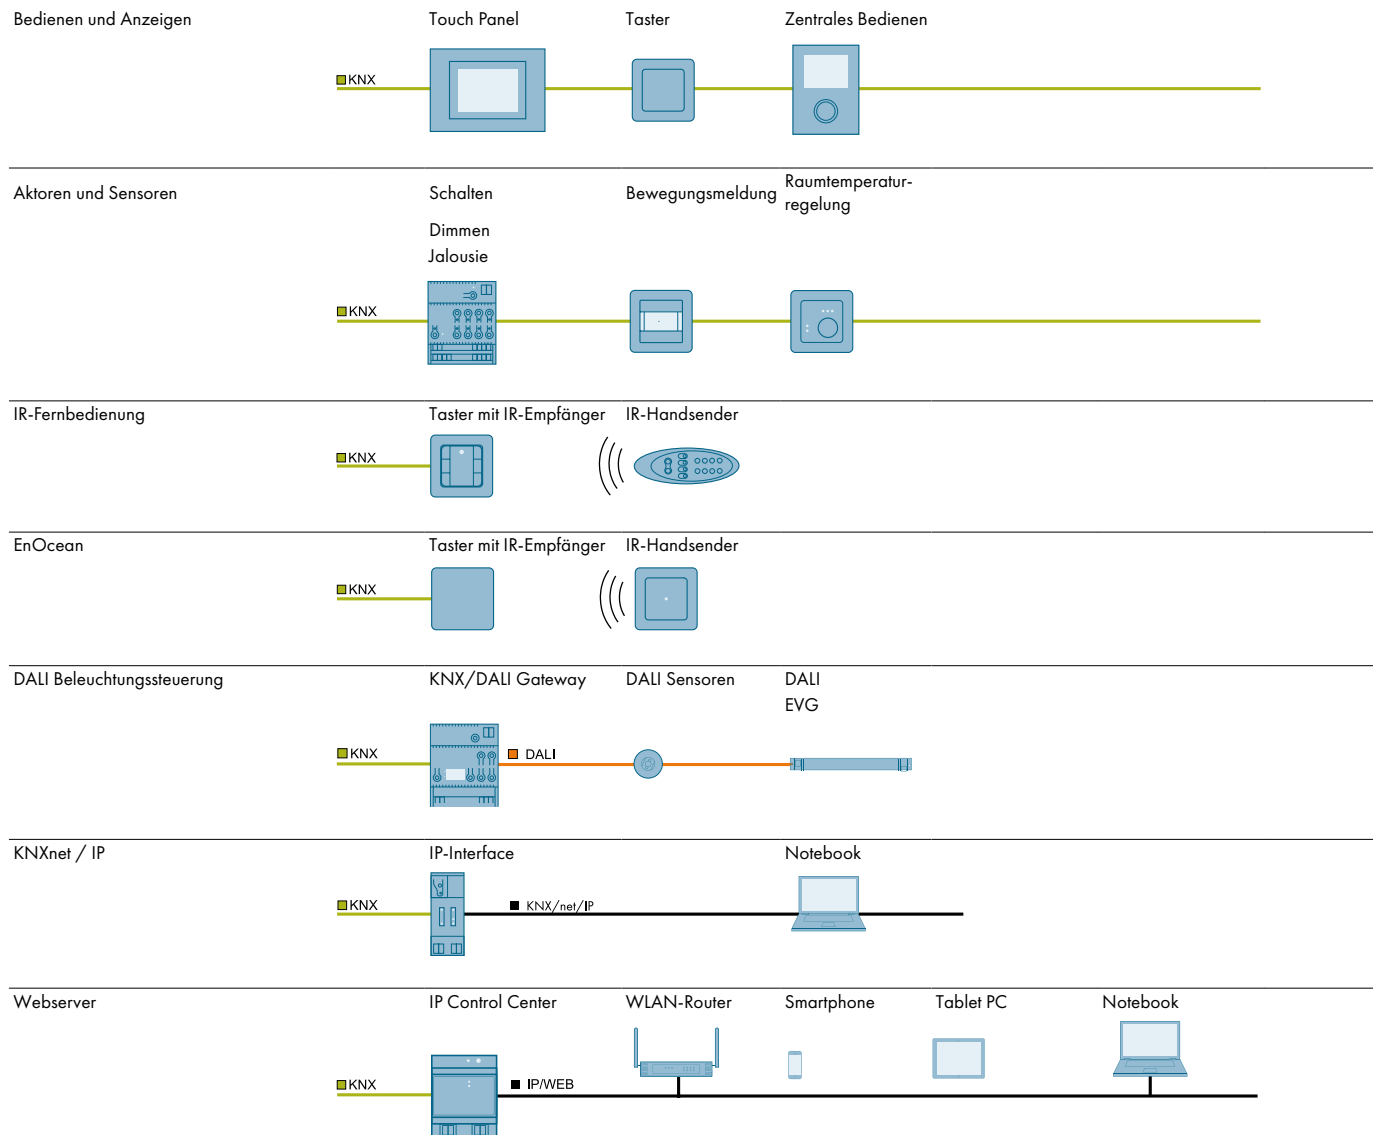 Bedienen und Anzeigen
Touch Panel
Taster
Zentrales Bedienen
KNX
Aktoren und Sensoren
Schalten
Dimmen
Jalousie
Bewegungsmeldung
Raumtemperatur-
regelung
KNX
IR-Fernbedienung
Taster mit IR-Empfänger
IR-Handsender
KNX
EnOcean
Taster mit IR-Empfänger
IR-Handsender
KNX
DALI Beleuchtungssteuerung
KNX/DALI Gateway
DALI Sensoren
DALI
EVG
KNX
DALI
KNXnet / IP
IP-Interface
Notebook
KNX
KNX/net/IP
Webserver
IP Control Center
WLAN-Router
Smartphone
Tablet PC
Notebook
KNX
IP/WEB